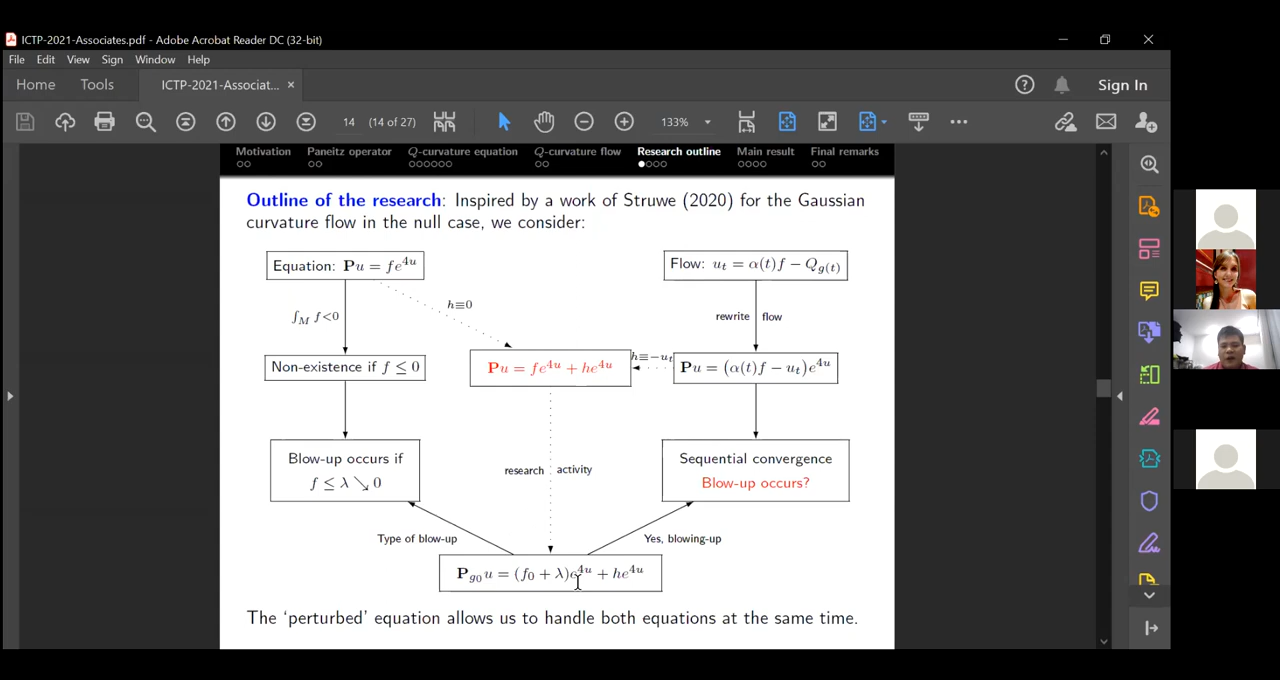 ICTP-2021-Associates.pdf - Adobe Acrobat Reader DC (32-bit)
File Edit View Sign Window Help
Home Tools ICTP-2021-Associat... × Sign In
14 (14 of 27) 133%
Motivation Paneitz operator Q-curvature equation Q-curvature flow Research outline Main result Final remarks
Outline of the research: Inspired by a work of Struwe (2020) for the Gaussian
curvature flow in the null case, we consider:
Equation: Pu = fe^{4u}
Flow: u_t = α(t)f − Q_{g(t)}
h≡0
∫_M f<0
rewrite flow
Non-existence if f ≤ 0
Pu = fe^{4u} + he^{4u}
h≡−u_t
Pu = (α(t)f − u_t)e^{4u}
Blow-up occurs if
f ≤ λ ↘ 0
research activity
Sequential convergence
Blow-up occurs?
Type of blow-up
Yes, blowing-up
P_{g_0}u = (f_0 + λ)e^{4u} + he^{4u}
The ‘perturbed’ equation allows us to handle both equations at the same time.